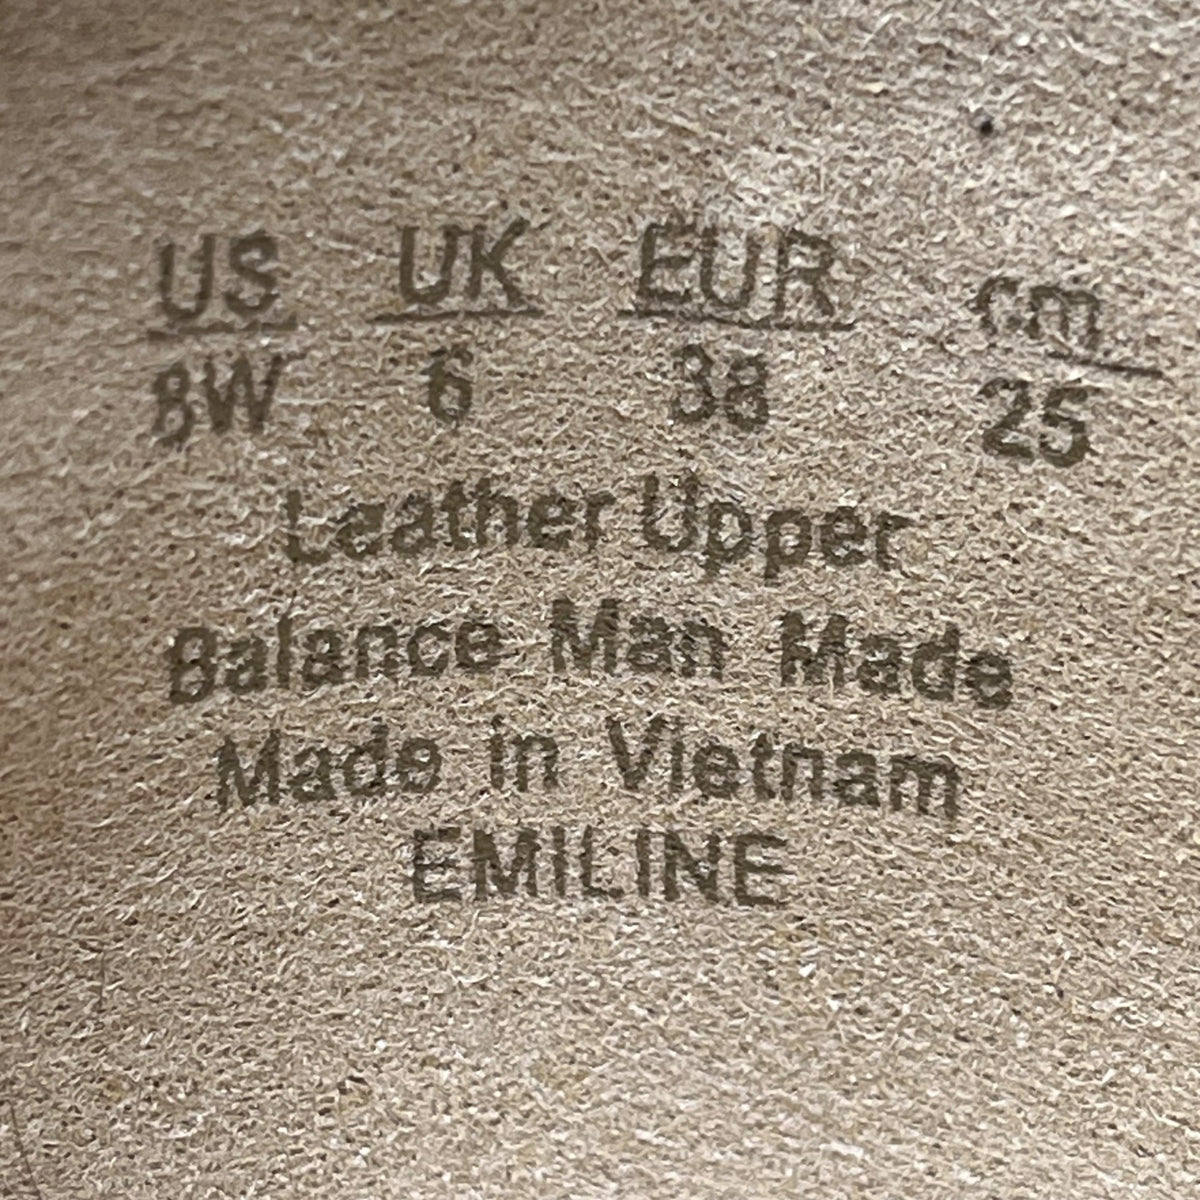 US UK EUR cm
8W 6 38 25
Leather Upper
Balance Man Made
Made in Vietnam
EMILINE